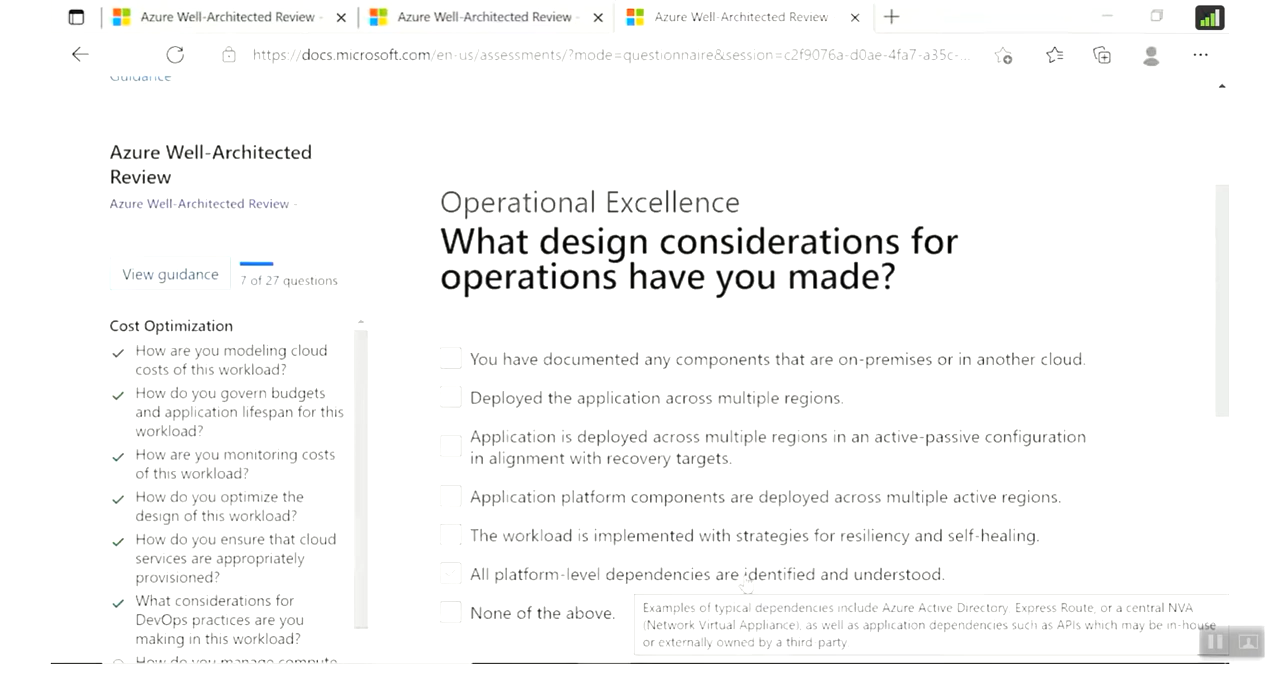 Azure Well-Architected Review -
Azure Well-Architected Review -
Azure Well-Architected Review
https://docs.microsoft.com/en-us/assessments/?mode=questionnaire&session=c2f9076a-d0ae-4fa7-a35c-...
Guidance
Azure Well-Architected
Review
Azure Well-Architected Review -
View guidance
7 of 27 questions
Cost Optimization
How are you modeling cloud
costs of this workload?
How do you govern budgets
and application lifespan for this
workload?
How are you monitoring costs
of this workload?
How do you optimize the
design of this workload?
How do you ensure that cloud
services are appropriately
provisioned?
What considerations for
DevOps practices are you
making in this workload?
How do you manage compute
Operational Excellence
What design considerations for
operations have you made?
You have documented any components that are on-premises or in another cloud.
Deployed the application across multiple regions.
Application is deployed across multiple regions in an active-passive configuration
in alignment with recovery targets.
Application platform components are deployed across multiple active regions.
The workload is implemented with strategies for resiliency and self-healing.
All platform-level dependencies are identified and understood.
None of the above.
Examples of typical dependencies include Azure Active Directory, Express Route, or a central NVA
(Network Virtual Appliance), as well as application dependencies such as APIs which may be in-house
or externally owned by a third-party